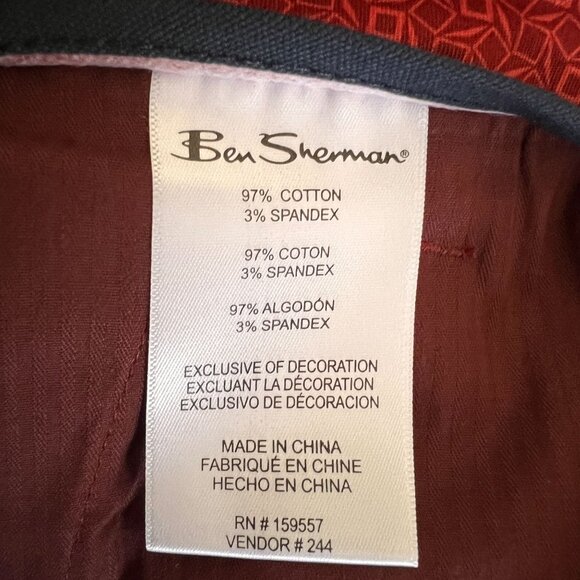 Ben Sherman®
97% COTTON
3% SPANDEX
97% COTON
3% SPANDEX
97% ALGODÓN
3% SPANDEX
EXCLUSIVE OF DECORATION
EXCLUANT LA DÉCORATION
EXCLUSIVO DE DÉCORACION
MADE IN CHINA
FABRIQUÉ EN CHINE
HECHO EN CHINA
RN # 159557
VENDOR # 244